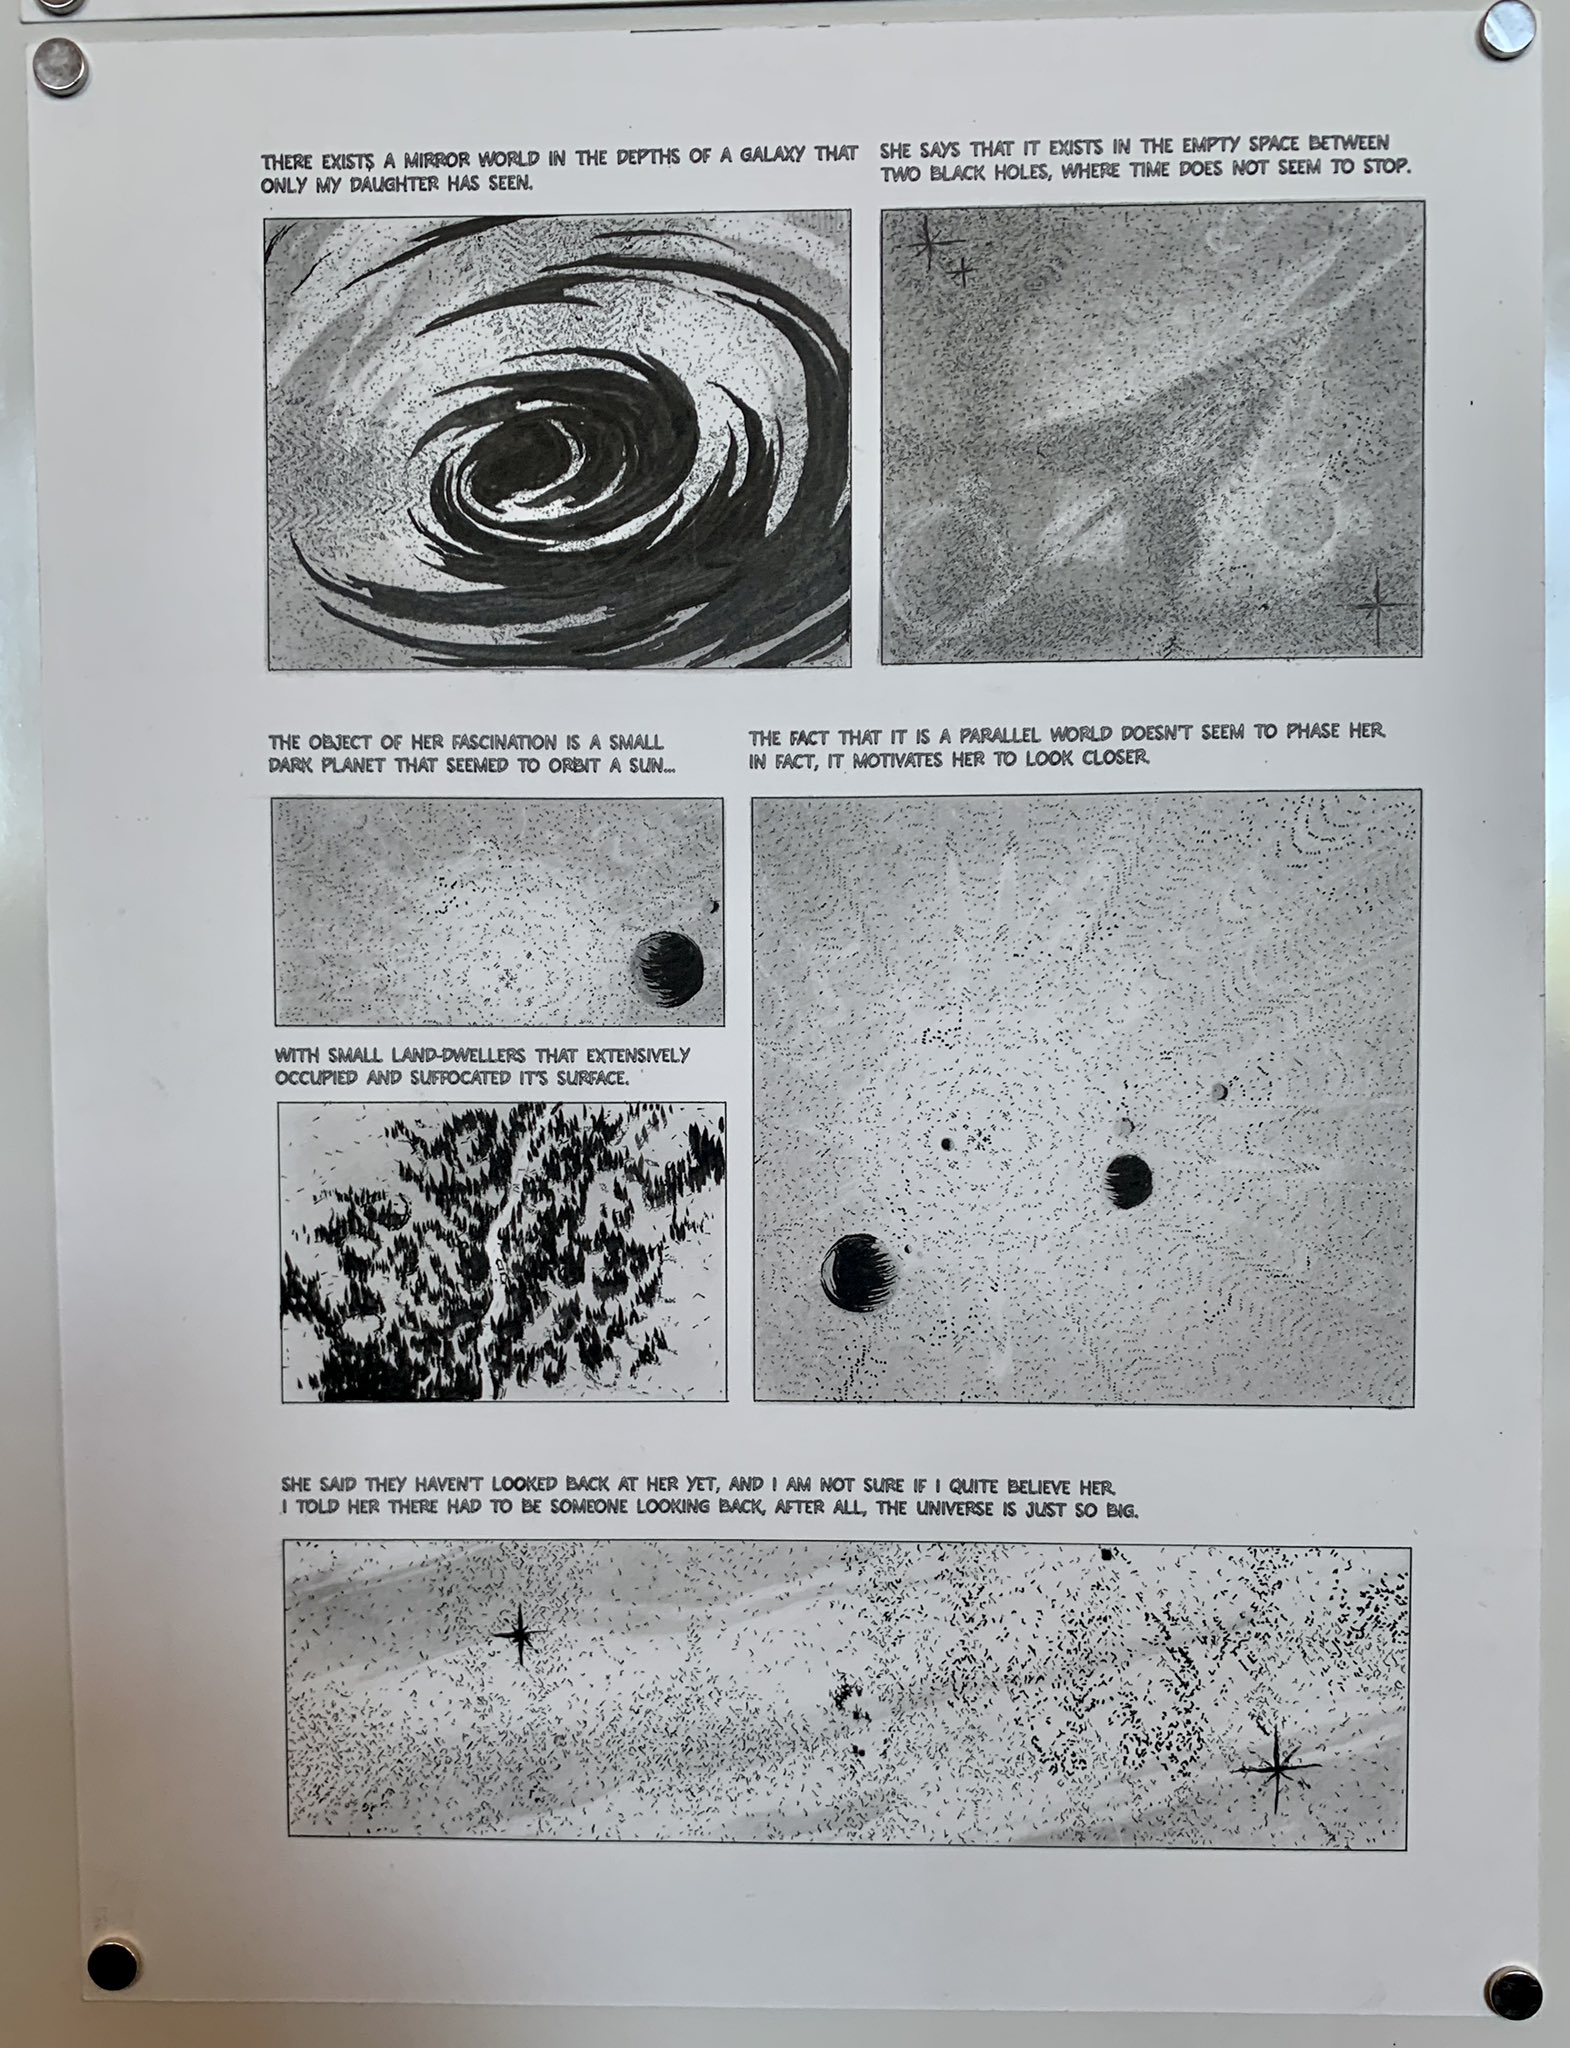 THERE EXISTS A MIRROR WORLD IN THE DEPTHS OF A GALAXY THAT
ONLY MY DAUGHTER HAS SEEN.
SHE SAYS THAT IT EXISTS IN THE EMPTY SPACE BETWEEN
TWO BLACK HOLES, WHERE TIME DOES NOT SEEM TO STOP.
THE OBJECT OF HER FASCINATION IS A SMALL
DARK PLANET THAT SEEMED TO ORBIT A SUN...
WITH SMALL LAND-DWELLERS THAT EXTENSIVELY
OCCUPIED AND SUFFOCATED IT'S SURFACE.
THE FACT THAT IT IS A PARALLEL WORLD DOESN'T SEEM TO PHASE HER.
IN FACT, IT MOTIVATES HER TO LOOK CLOSER.
SHE SAID THEY HAVEN'T LOOKED BACK AT HER YET, AND I AM NOT SURE IF I QUITE BELIEVE HER.
I TOLD HER THERE HAD TO BE SOMEONE LOOKING BACK, AFTER ALL, THE UNIVERSE IS JUST SO BIG.